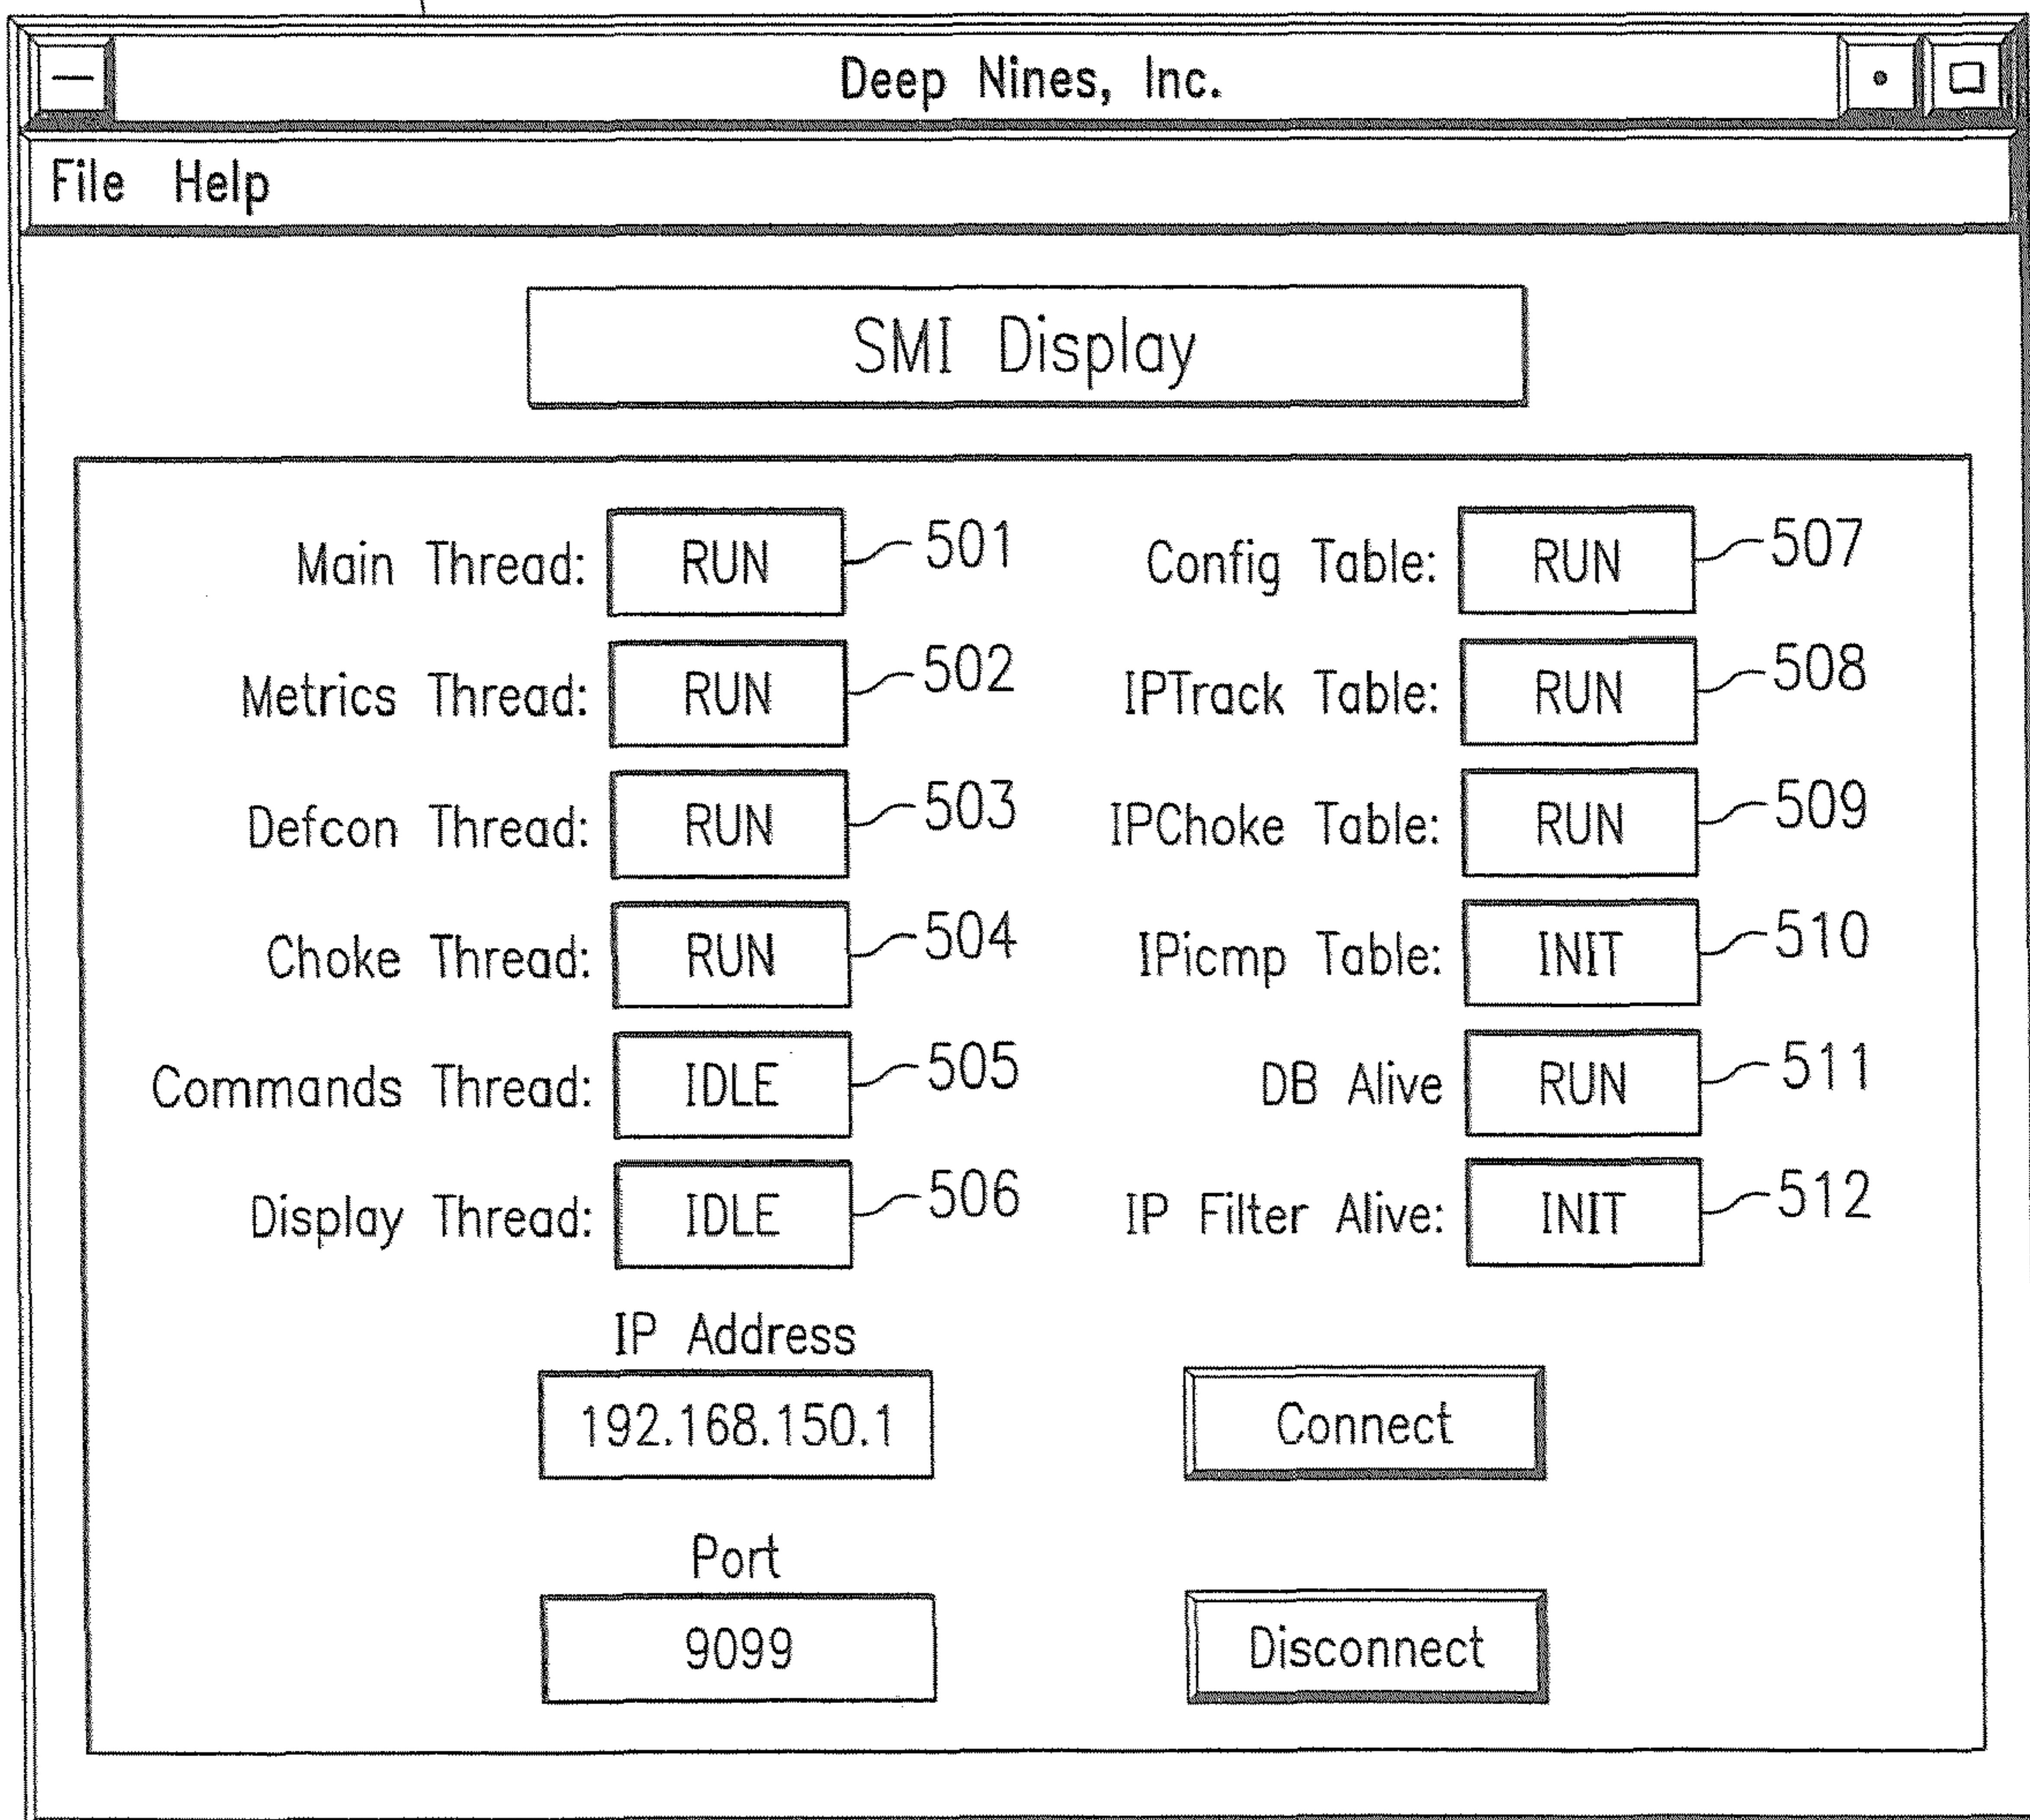 Deep Nines, Inc.
File Help
SMI Display
Main Thread: RUN 501 Config Table: RUN 507
Metrics Thread: RUN 502 IPTrack Table: RUN 508
Defcon Thread: RUN 503 IPChoke Table: RUN 509
Choke Thread: RUN 504 IPicmp Table: INIT 510
Commands Thread: IDLE 505 DB Alive RUN 511
Display Thread: IDLE 506 IP Filter Alive: INIT 512
IP Address
192.168.150.1 Connect
Port
9099 Disconnect